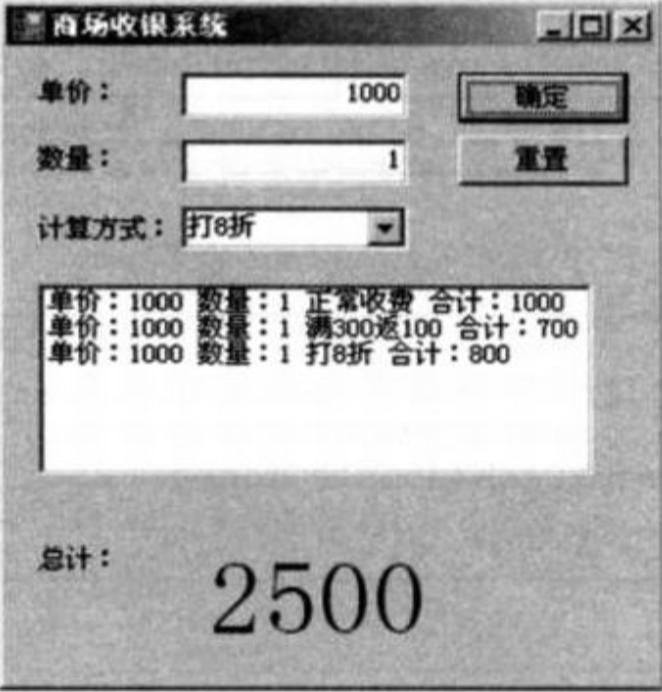 商场收银系统
单价： 1000 确定
数量： 1 重置
计算方式： 打8折
单价：1000 数量：1 正常收费 合计：1000
单价：1000 数量：1 满300返100 合计：700
单价：1000 数量：1 打8折 合计：800
总计： 2500